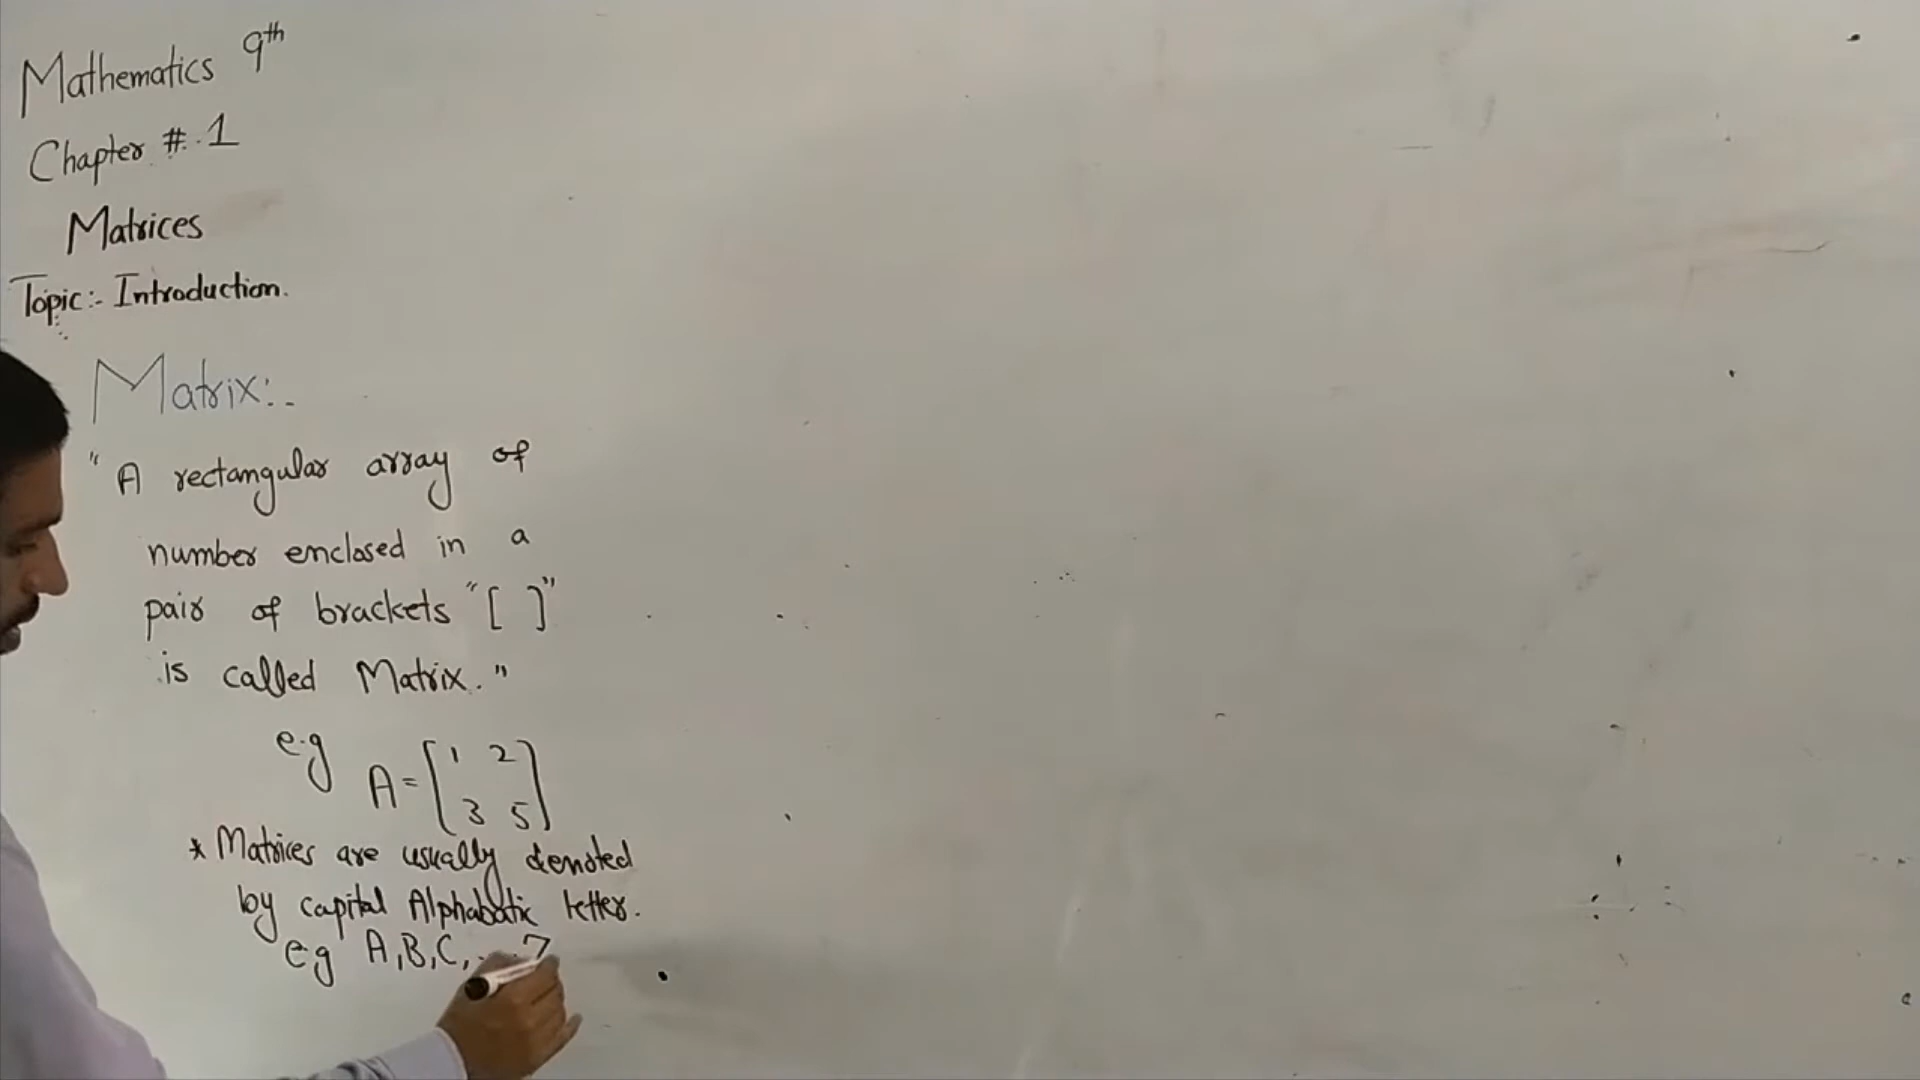 Mathematics 9th
Chapter #.1
Matrices
Topic:- Introduction.
Matrix:-
"A rectangular array of
number enclosed in a
pair of brackets "[ ]"
is called Matrix."
e.g A = [1 2
3 5]
* Matrices are usually denoted
by capital Alphabatic letter.
e.g A,B,C,